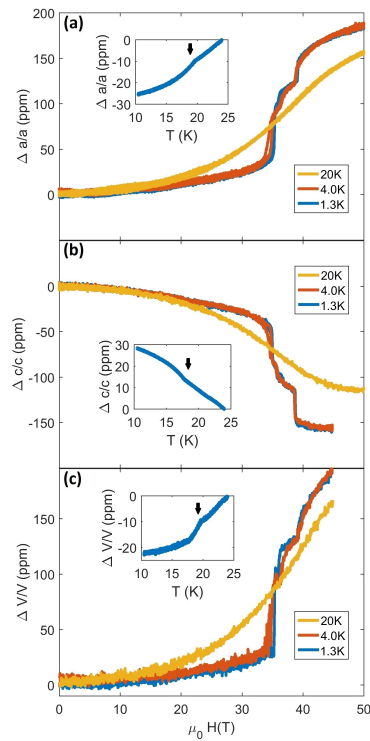 (a)
200
150
100
50
0
Δ a/a (ppm)
0
-10
-20
-30
Δ a/a (ppm)
10 15 20 25
T (K)
20K
4.0K
1.3K
(b)
0
-50
-100
-150
Δ c/c (ppm)
20K
4.0K
1.3K
30
20
10
0
Δ c/c (ppm)
10 15 20 25
T (K)
(c)
150
100
50
0
Δ V/V (ppm)
0
-10
-20
Δ V/V (ppm)
10 15 20 25
T (K)
20K
4.0K
1.3K
0 10 20 30 40 50
μ0 H(T)